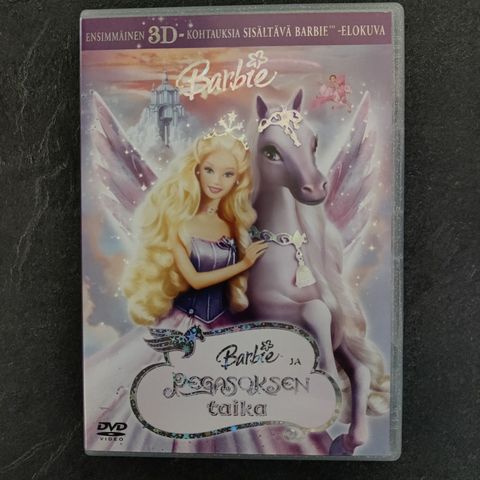 ENSIMMÄINEN 3D-KOHTAUKSIA SISÄLTÄVÄ BARBIE™-ELOKUVA
Barbie
Barbie JA
PEGASOKSEN
taika
DVD
VIDEO